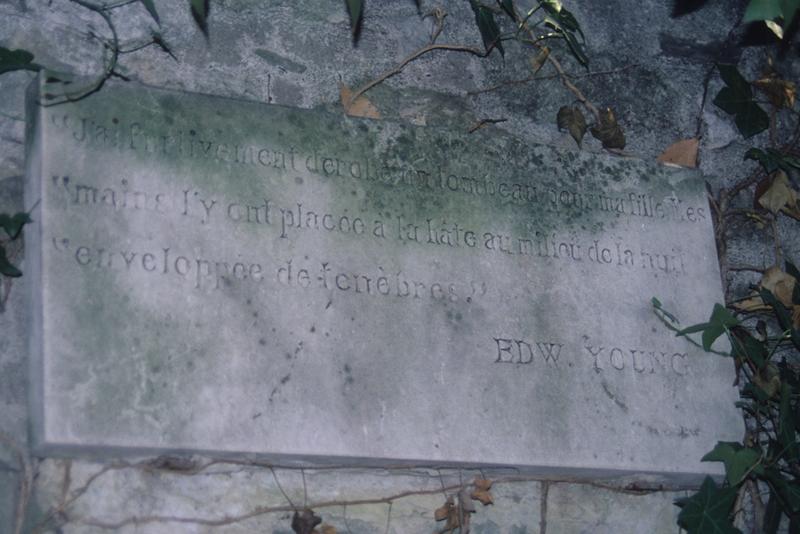 "J'ai furtivement dérobé un tombeau pour ma fille. Mes
"mains l'y ont placée à la hâte au milieu de la nuit
"enveloppée de tenèbres."
EDW. YOUNG